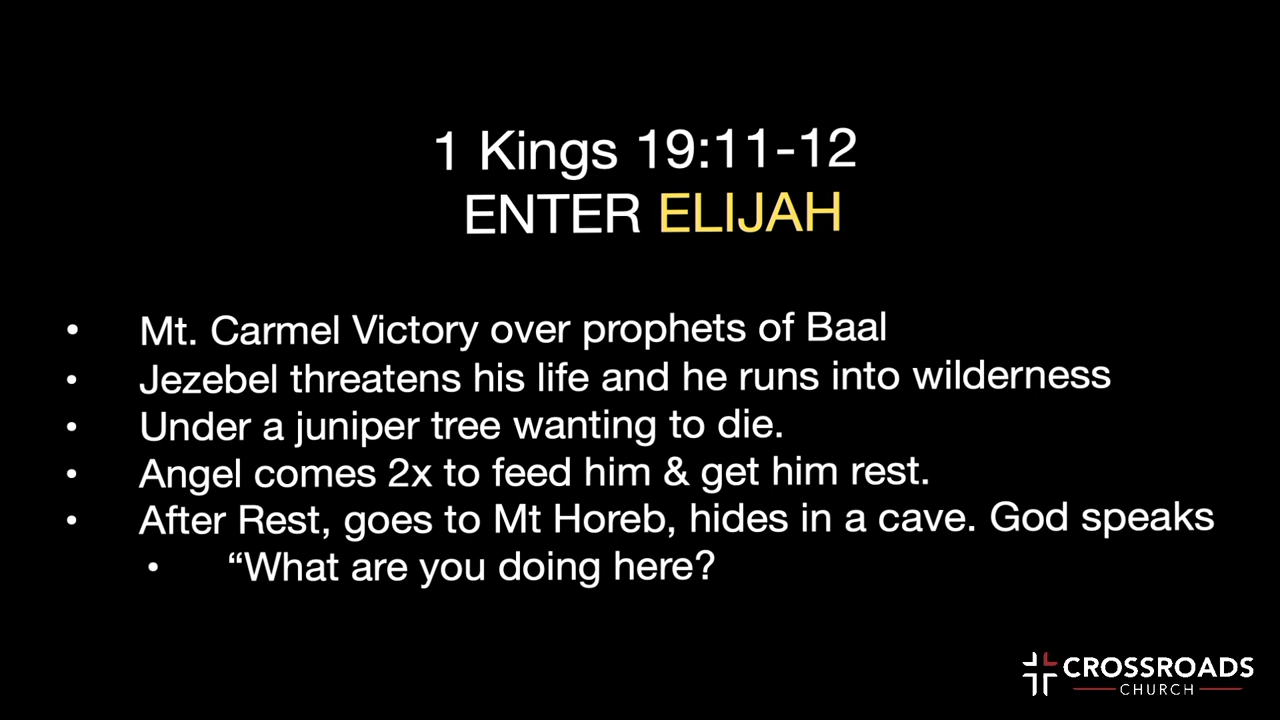 1 Kings 19:11-12
ENTER ELIJAH
• Mt. Carmel Victory over prophets of Baal
• Jezebel threatens his life and he runs into wilderness
• Under a juniper tree wanting to die.
• Angel comes 2x to feed him & get him rest.
• After Rest, goes to Mt Horeb, hides in a cave. God speaks
• “What are you doing here?
CROSSROADS
CHURCH